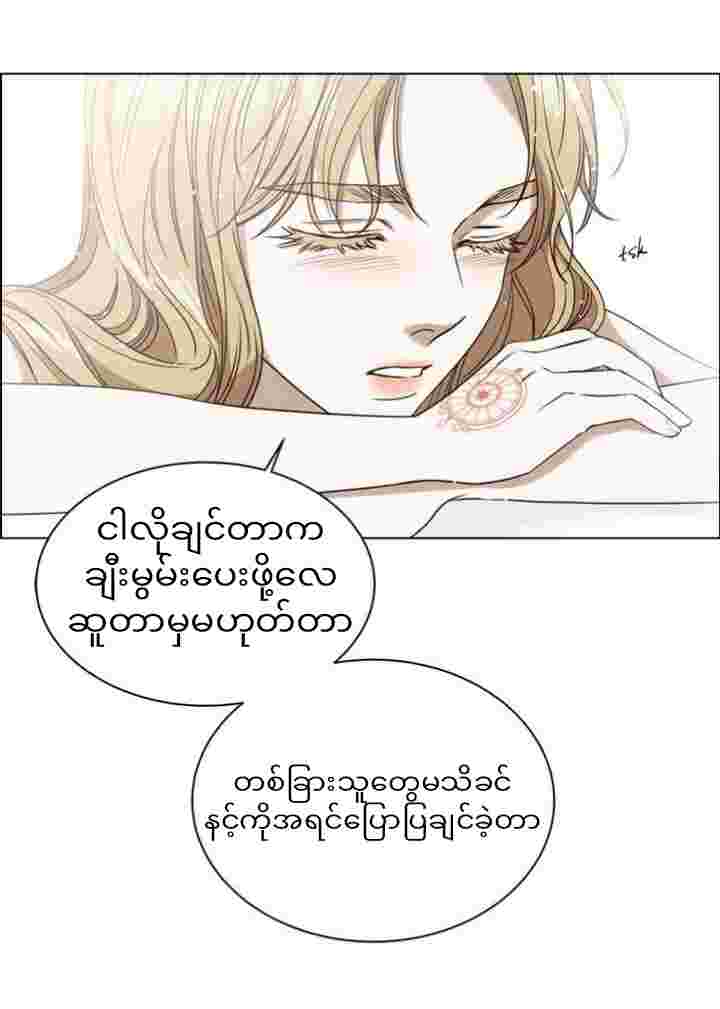 tsk
ငါလိုချင်တာက
ချီးမွမ်းပေးဖို့လေ
ဆူတာမှမဟုတ်တာ
တစ်ခြားသူတွေမသိခင်
နင့်ကိုအရင်ပြောပြချင်ခဲ့တာ